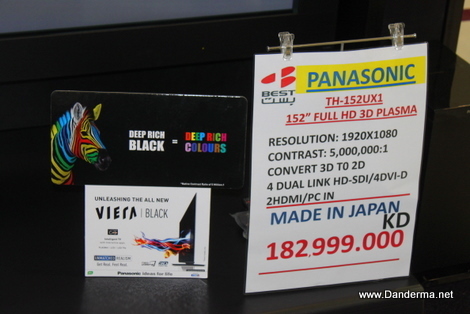 DEEP RICH
BLACK
=
DEEP RICH
COLOURS
UNLEASHING THE ALL NEW
VIERA | BLACK
Panasonic
BEST
بست
PANASONIC
TH-152UX1
152" FULL HD 3D PLASMA
RESOLUTION: 1920X1080
CONTRAST: 5,000,000:1
CONVERT 3D TO 2D
4 DUAL LINK HD-SDI/4DVI-D
2HDMI/PC IN
MADE IN JAPAN
KD
182,999.000
www.Danderma.net